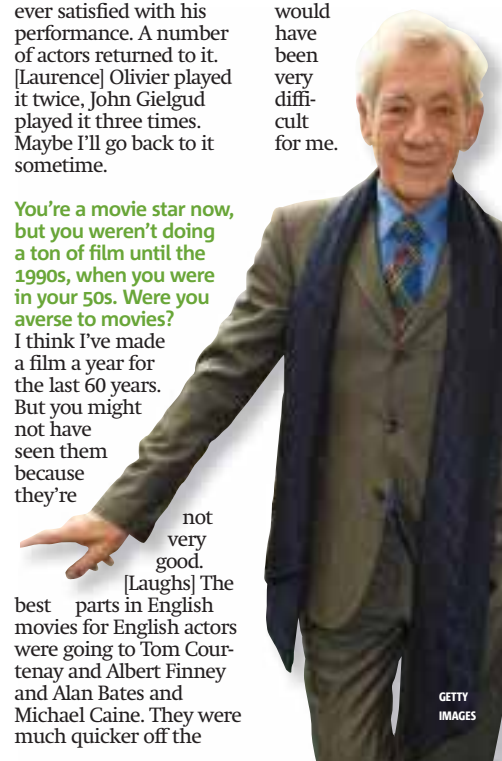 ever satisfied with his
performance. A number
of actors returned to it.
[Laurence] Olivier played
it twice, John Gielgud
played it three times.
Maybe I'll go back to it
sometime.
You're a movie star now,
but you weren't doing
a ton of film until the
1990s, when you were
in your 50s. Were you
averse to movies?
I think I've made
a film a year for
the last 60 years.
But you might
not have
seen them
because
they're
not
very
good.
[Laughs] The
best parts in English
movies for English actors
were going to Tom Cour-
tenay and Albert Finney
and Alan Bates and
Michael Caine. They were
much quicker off the
would
have
been
very
diffi-
cult
for me.
GETTY
IMAGES